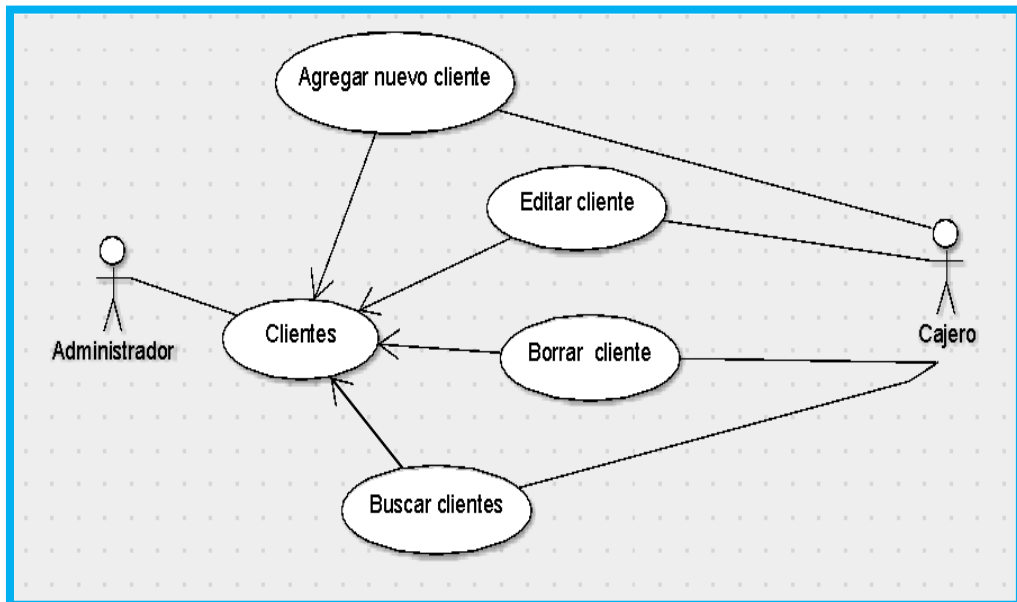 Agregar nuevo cliente
Editar cliente
Clientes
Administrador
Borrar cliente
Cajero
Buscar clientes